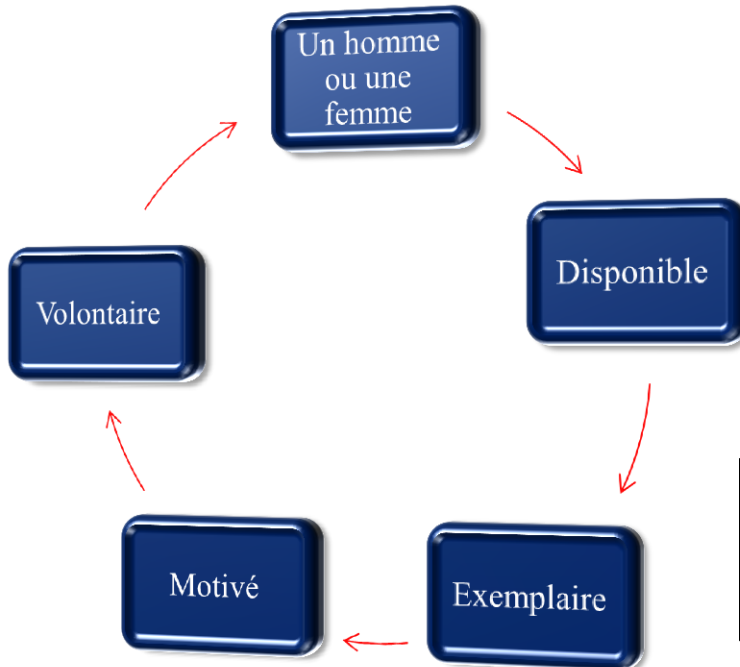 Un homme
ou une
femme
Disponible
Exemplaire
Motivé
Volontaire